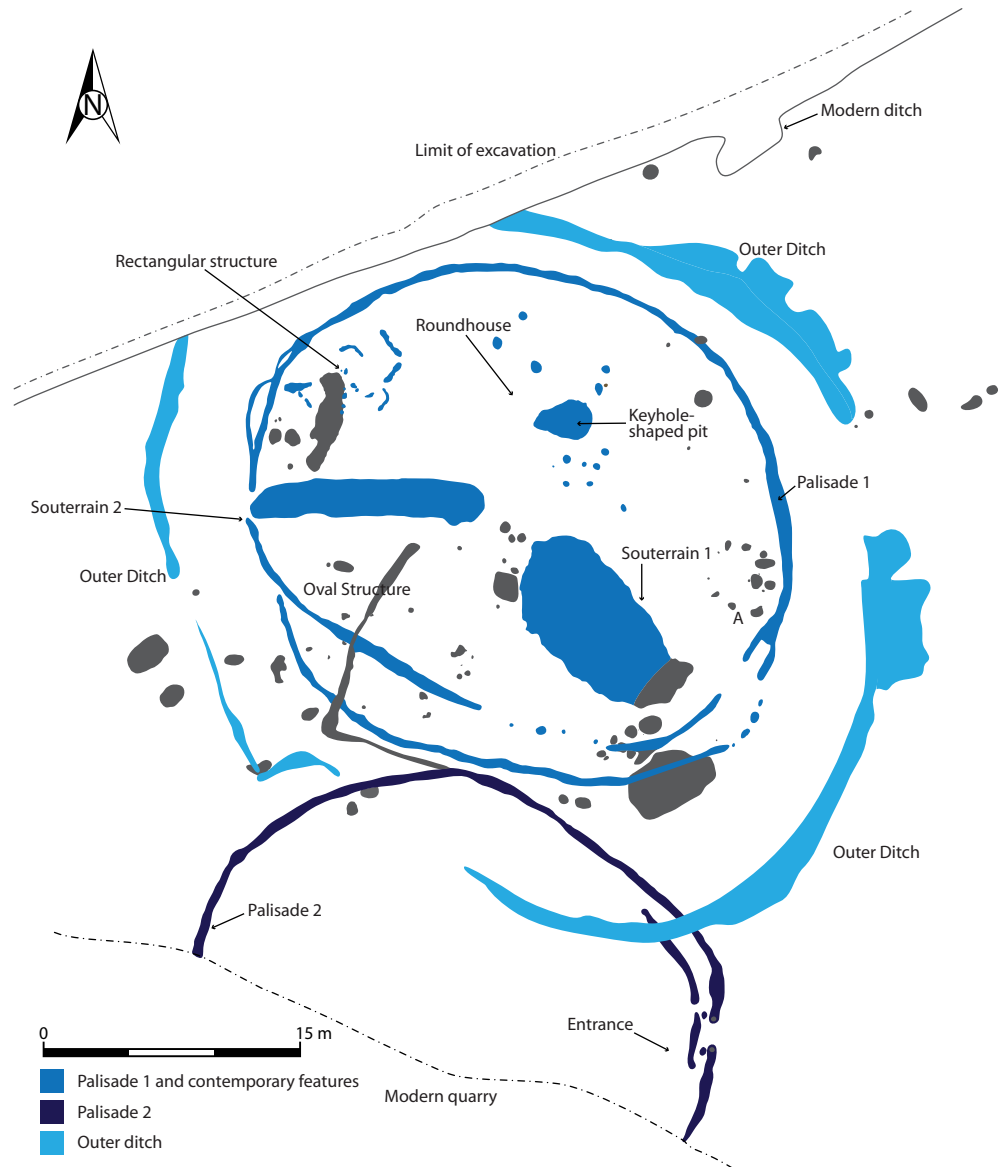 N
Modern ditch
Limit of excavation
Outer Ditch
Rectangular structure
Roundhouse
Keyhole-
shaped pit
Palisade 1
Souterrain 2
Souterrain 1
Outer Ditch
Oval Structure
A
Outer Ditch
Palisade 2
Entrance
0
15 m
Palisade 1 and contemporary features
Modern quarry
Palisade 2
Outer ditch